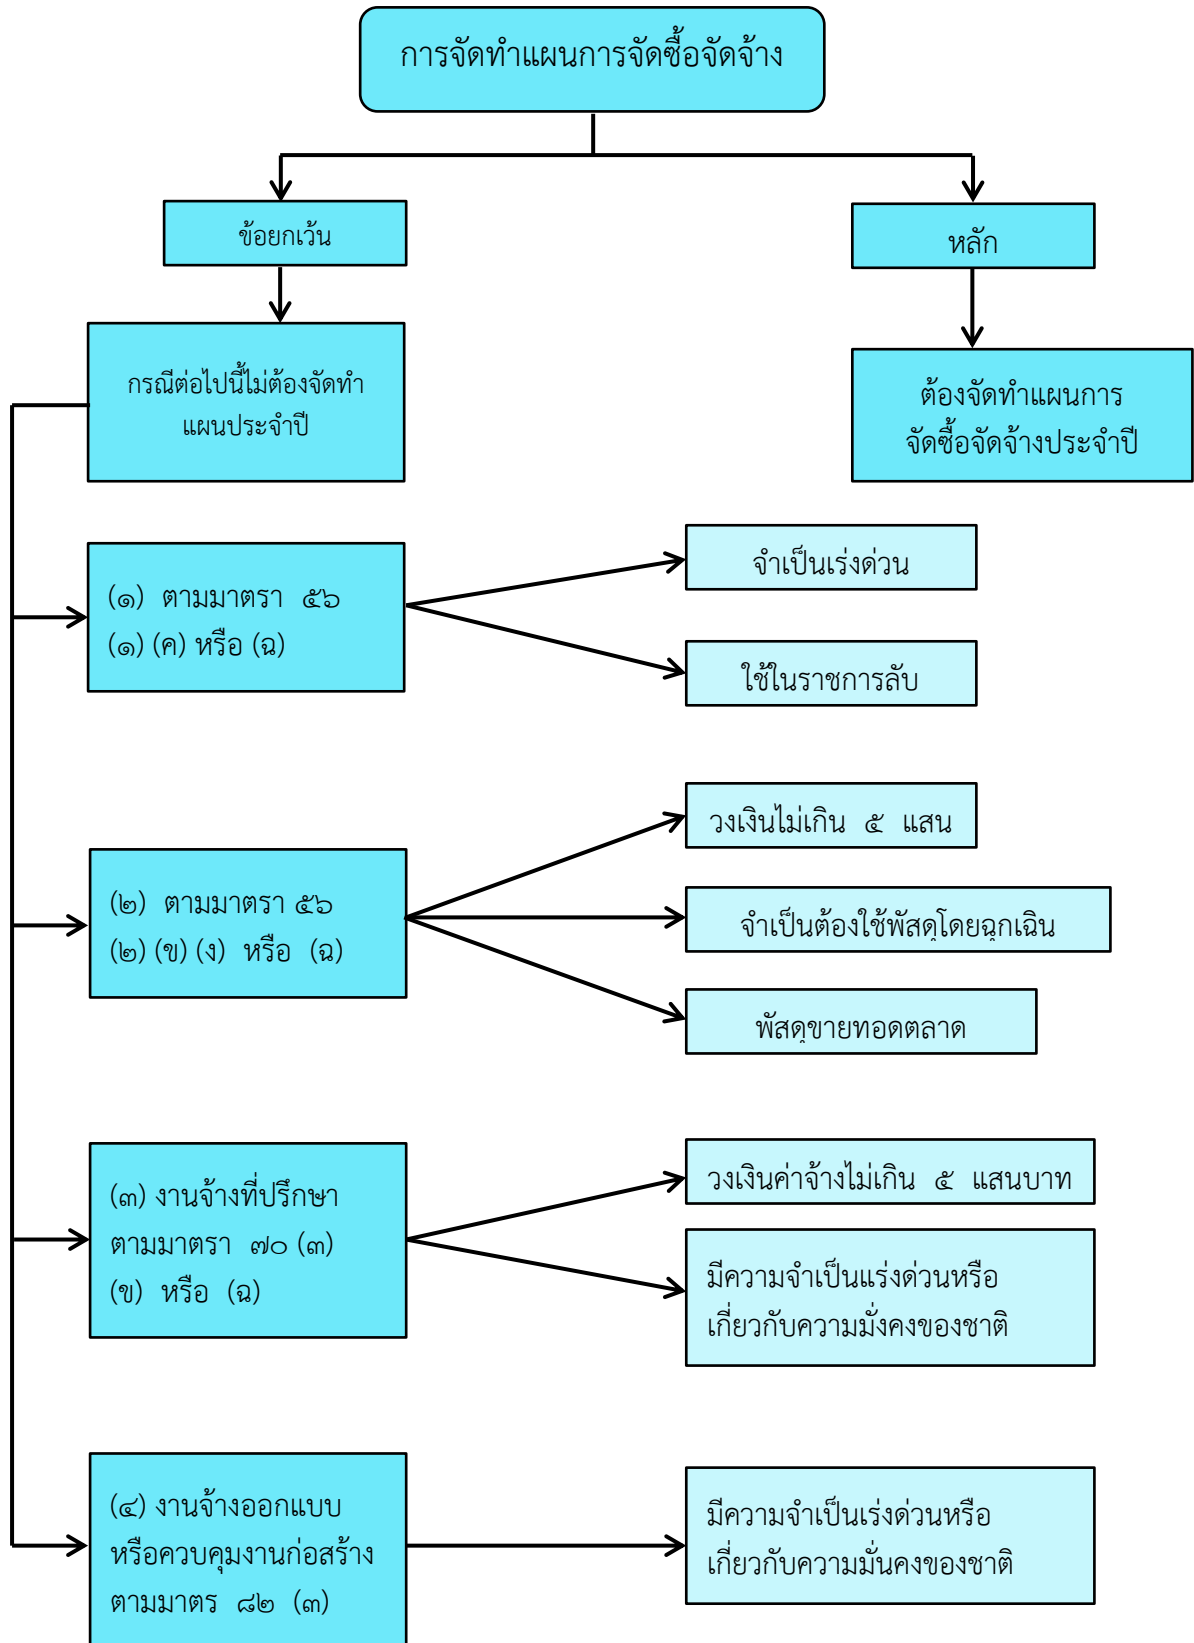 การจัดทำแผนการจัดซื้อจัดจ้าง
ข้อยกเว้น
หลัก
กรณีต่อไปนี้ไม่ต้องจัดทำ
แผนประจำปี
ต้องจัดทำแผนการ
จัดซื้อจัดจ้างประจำปี
(๑) ตามมาตรา ๕๖
(๑) (ค) หรือ (ฉ)
จำเป็นเร่งด่วน
ใช้ในราชการลับ
(๒) ตามมาตรา ๕๖
(๒) (ข) (ง) หรือ (ฉ)
วงเงินไม่เกิน ๕ แสน
จำเป็นต้องใช้พัสดุโดยฉุกเฉิน
พัสดุขายทอดตลาด
(๓) งานจ้างที่ปรึกษา
ตามมาตรา ๗๐ (๓)
(ข) หรือ (ฉ)
วงเงินค่าจ้างไม่เกิน ๕ แสนบาท
มีความจำเป็นแร่งด่วนหรือ
เกี่ยวกับความมั่งคงของชาติ
(๔) งานจ้างออกแบบ
หรือควบคุมงานก่อสร้าง
ตามมาตร ๘๒ (๓)
มีความจำเป็นเร่งด่วนหรือ
เกี่ยวกับความมั่นคงของชาติ